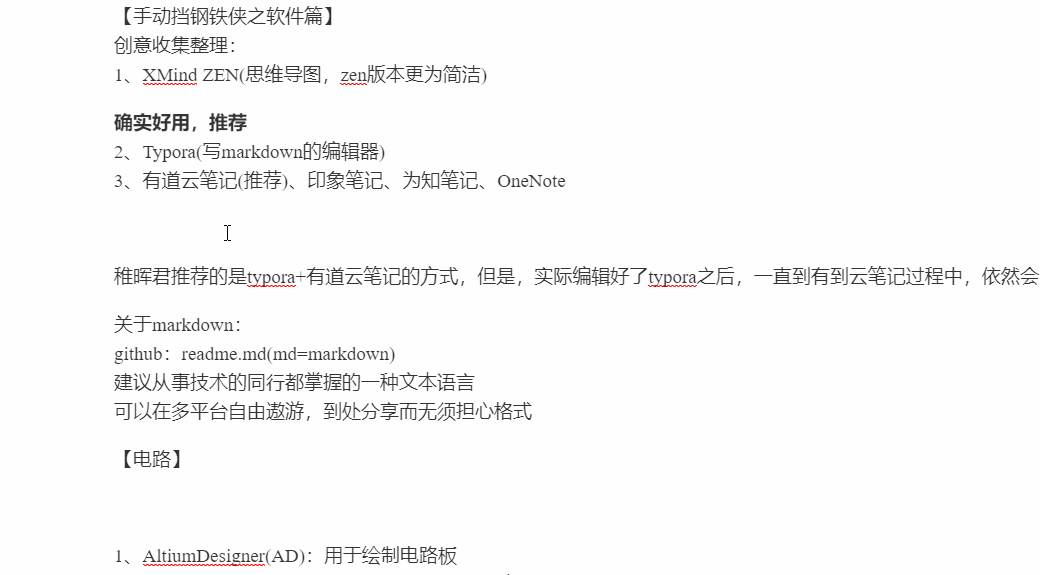 【手动挡钢铁侠之软件篇】
创意收集整理：
1、XMind ZEN(思维导图，zen版本更为简洁)
确实好用，推荐
2、Typora(写markdown的编辑器)
3、有道云笔记(推荐)、印象笔记、为知笔记、OneNote
稚晖君推荐的是typora+有道云笔记的方式，但是，实际编辑好了typora之后，一直到有到云笔记过程中，依然会
关于markdown：
github：readme.md(md=markdown)
建议从事技术的同行都掌握的一种文本语言
可以在多平台自由遨游，到处分享而无须担心格式
【电路】
1、AltiumDesigner(AD)：用于绘制电路板